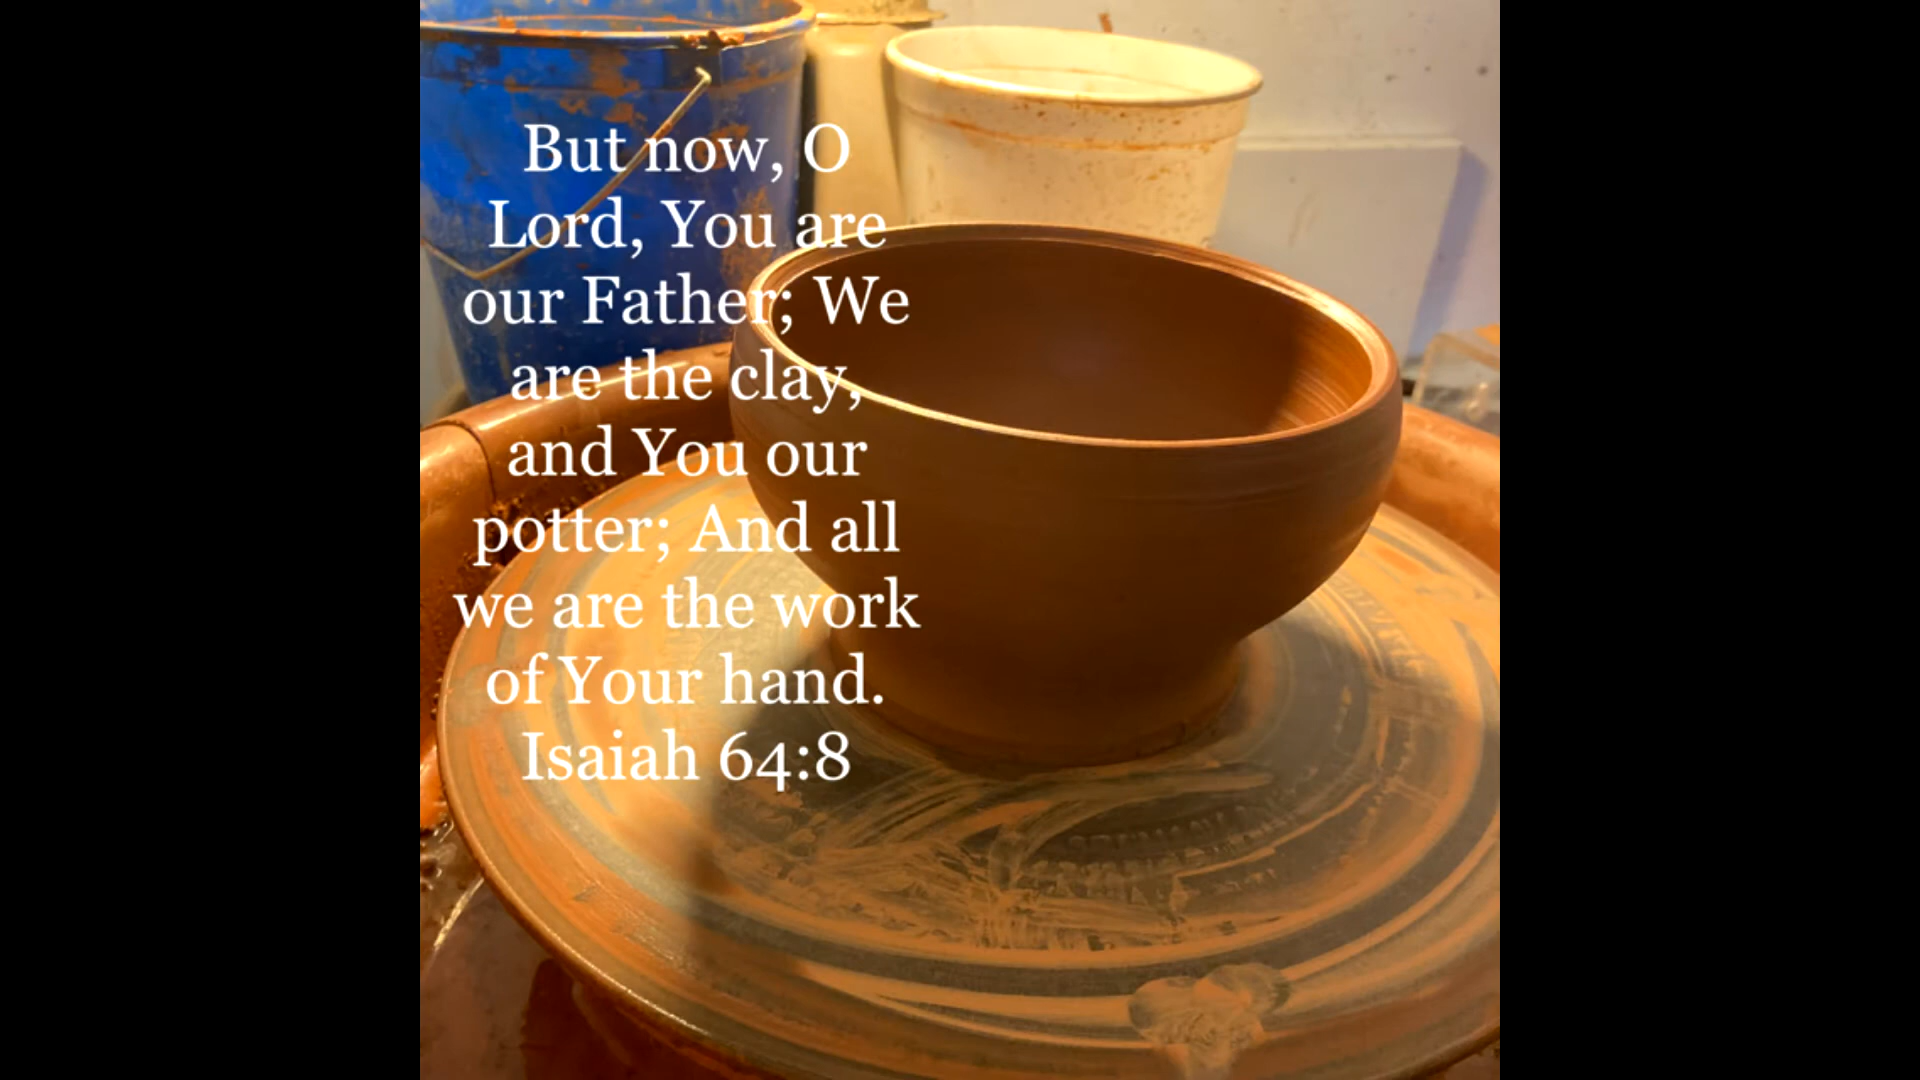 But now, O
Lord, You are
our Father; We
are the clay,
and You our
potter; And all
we are the work
of Your hand.
Isaiah 64:8